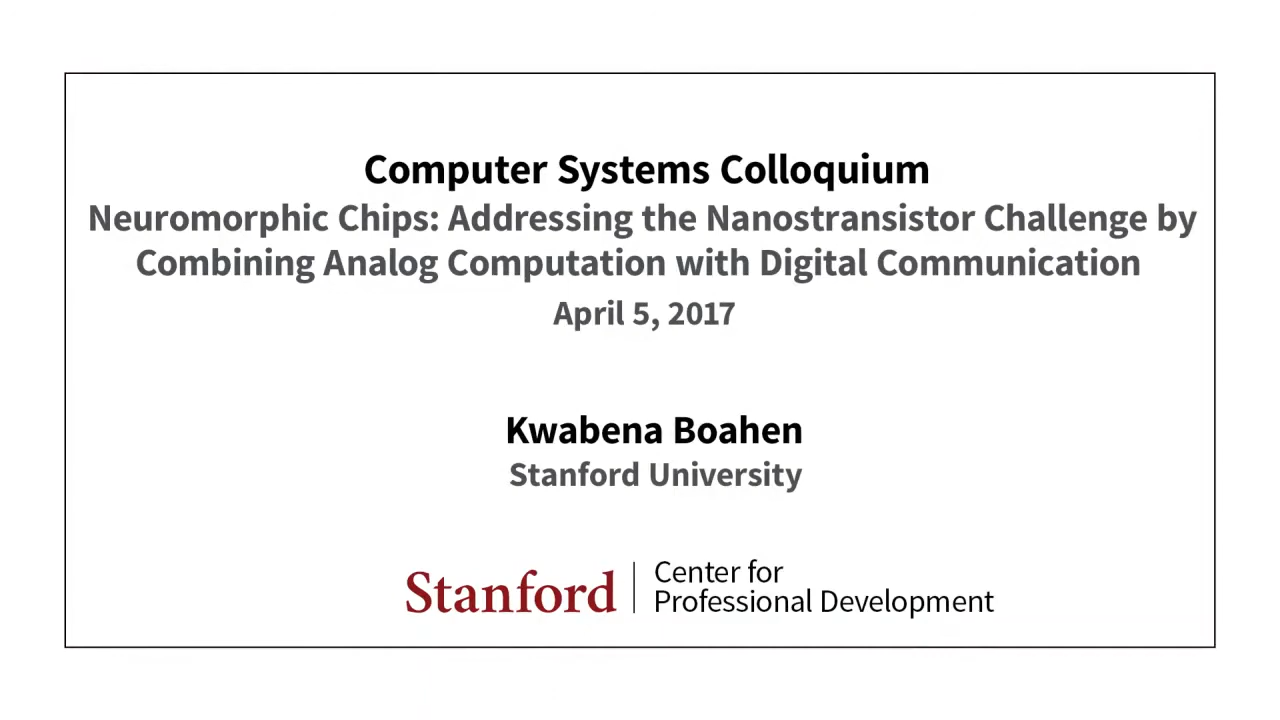 Computer Systems Colloquium
Neuromorphic Chips: Addressing the Nanostransistor Challenge by
Combining Analog Computation with Digital Communication
April 5, 2017
Kwabena Boahen
Stanford University
Stanford
Center for
Professional Development